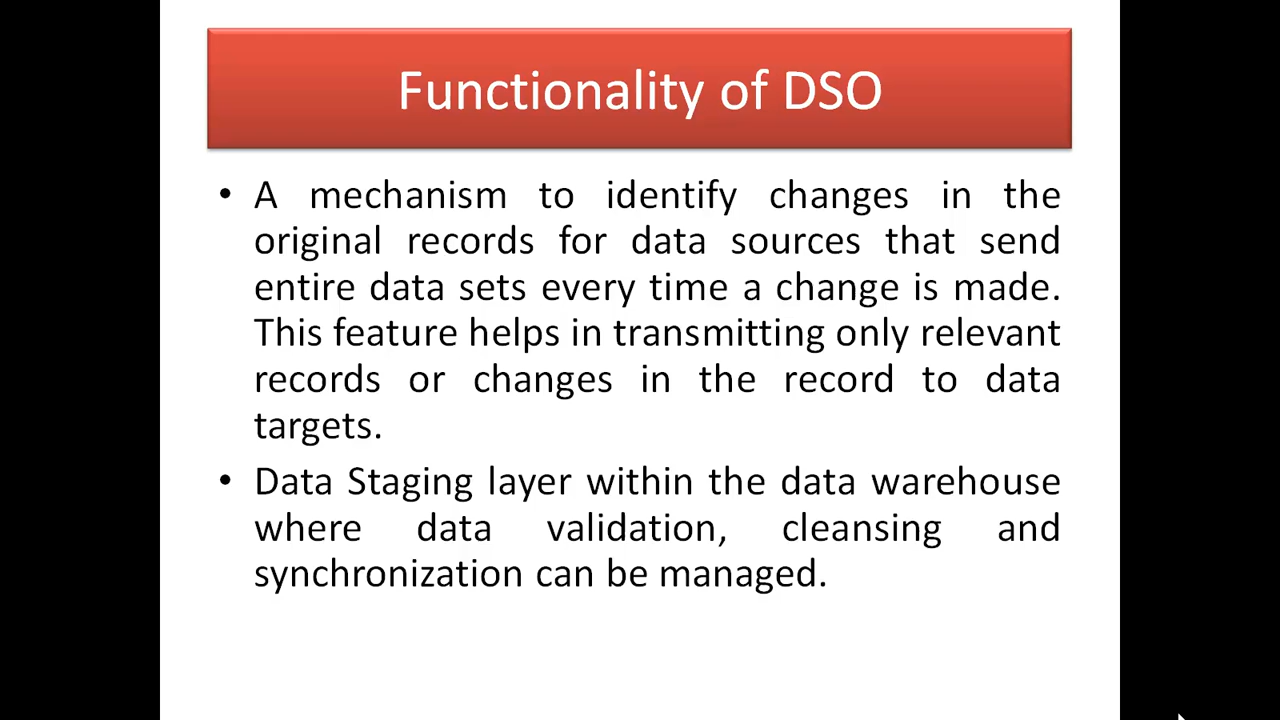 Functionality of DSO
• A mechanism to identify changes in the
original records for data sources that send
entire data sets every time a change is made.
This feature helps in transmitting only relevant
records or changes in the record to data
targets.
• Data Staging layer within the data warehouse
where data validation, cleansing and
synchronization can be managed.